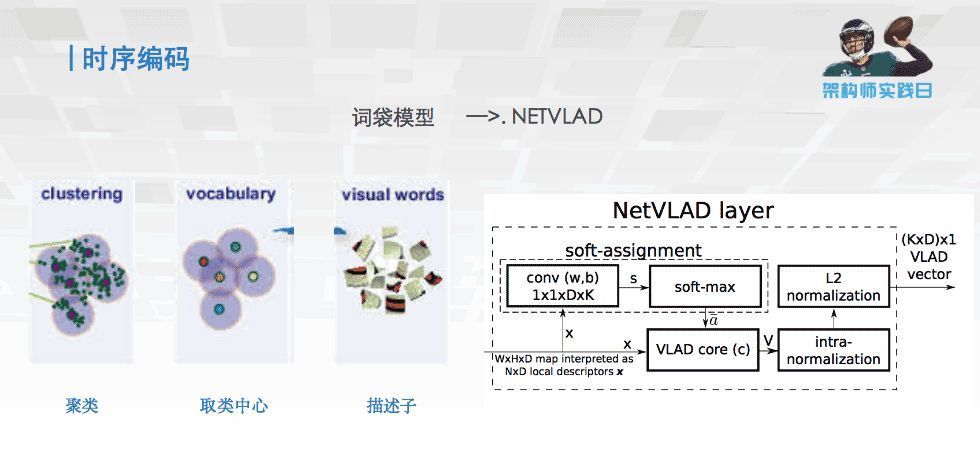 时序编码
架构师实践日
词袋模型 —>. NETVLAD
clustering
vocabulary
visual words
聚类
取类中心
描述子
NetVLAD layer
soft-assignment
conv (w,b)
1x1xDxK
s
soft-max
L2
normalization
(KxD)x1
VLAD
vector
x
ā
x
VLAD core (c)
V
intra-
normalization
WxHxD map interpreted as
NxD local descriptors x